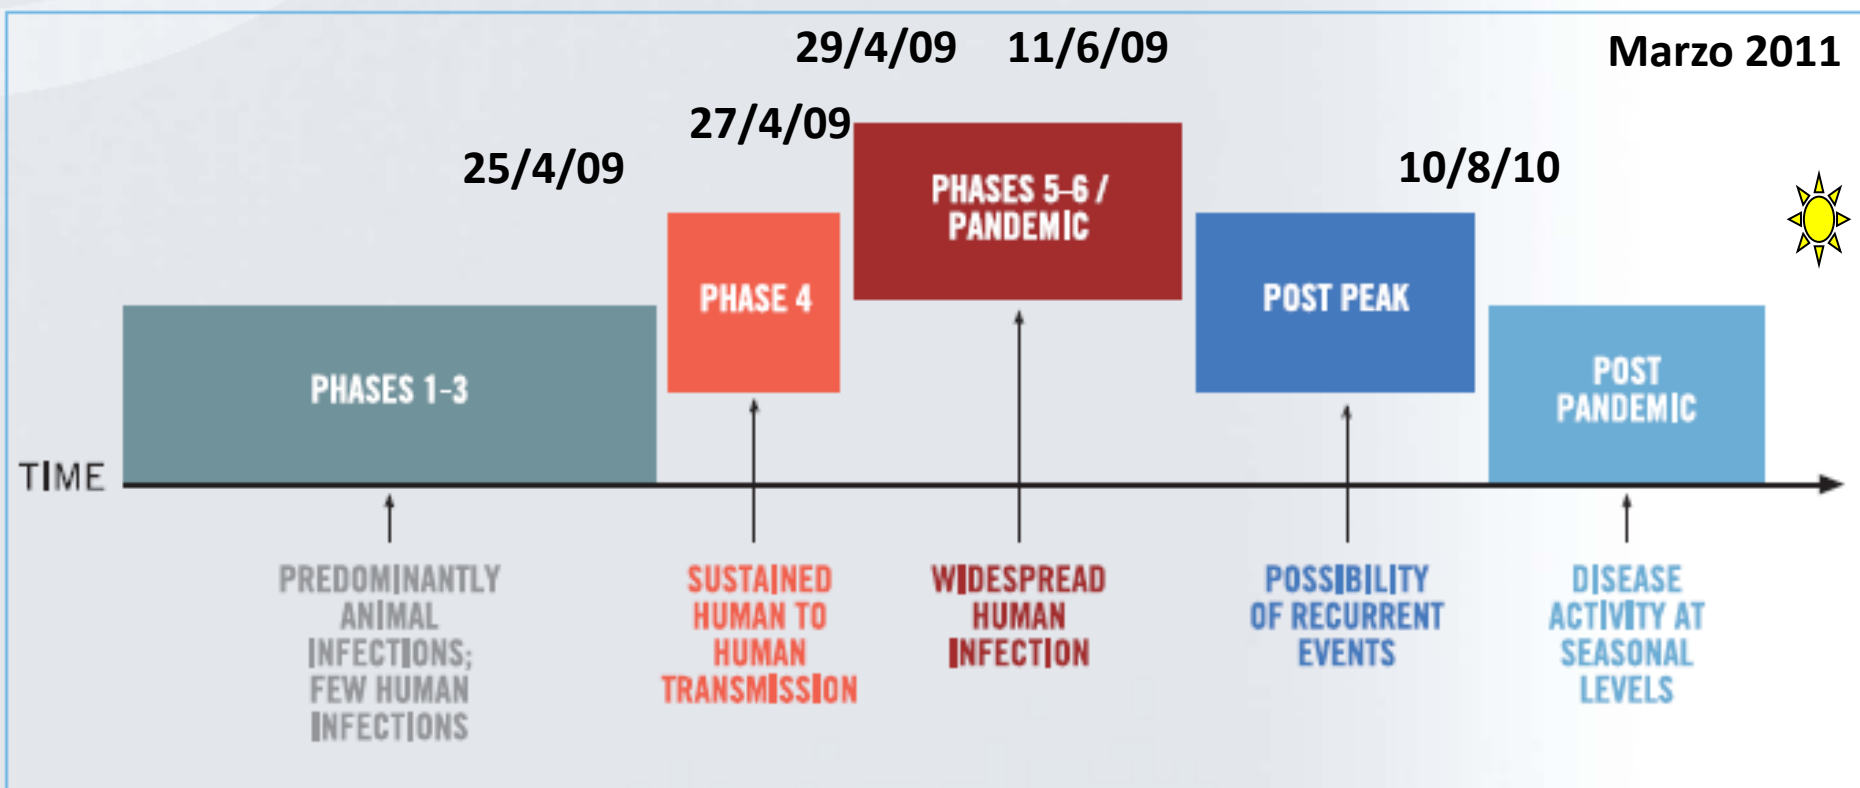 29/4/09 11/6/09
Marzo 2011
27/4/09
25/4/09
10/8/10
PHASES 5-6 /
PANDEMIC
PHASE 4
POST PEAK
PHASES 1-3
POST
PANDEMIC
TIME
PREDOMINANTLY
ANIMAL
INFECTIONS;
FEW HUMAN
INFECTIONS
SUSTAINED
HUMAN TO
HUMAN
TRANSMISSION
WIDESPREAD
HUMAN
INFECTION
POSSIBILITY
OF RECURRENT
EVENTS
DISEASE
ACTIVITY AT
SEASONAL
LEVELS